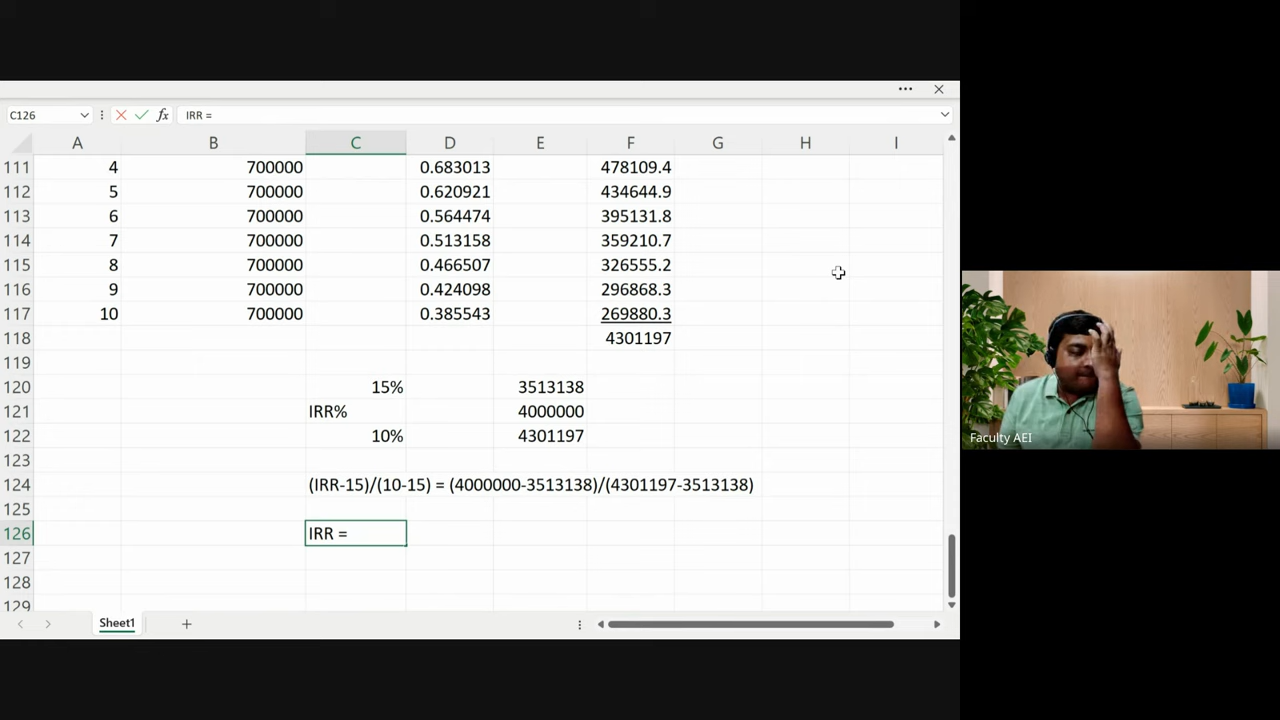 C126 IRR =
A B C D E F G H I
111 4 700000 0.683013 478109.4
112 5 700000 0.620921 434644.9
113 6 700000 0.564474 395131.8
114 7 700000 0.513158 359210.7
115 8 700000 0.466507 326555.2
116 9 700000 0.424098 296868.3
117 10 700000 0.385543 269880.3
118 4301197
119
120 15% 3513138
121 IRR% 4000000
122 10% 4301197
123
124 (IRR-15)/(10-15) = (4000000-3513138)/(4301197-3513138)
125
126 IRR =
127
128
129
Sheet1
Faculty AEI